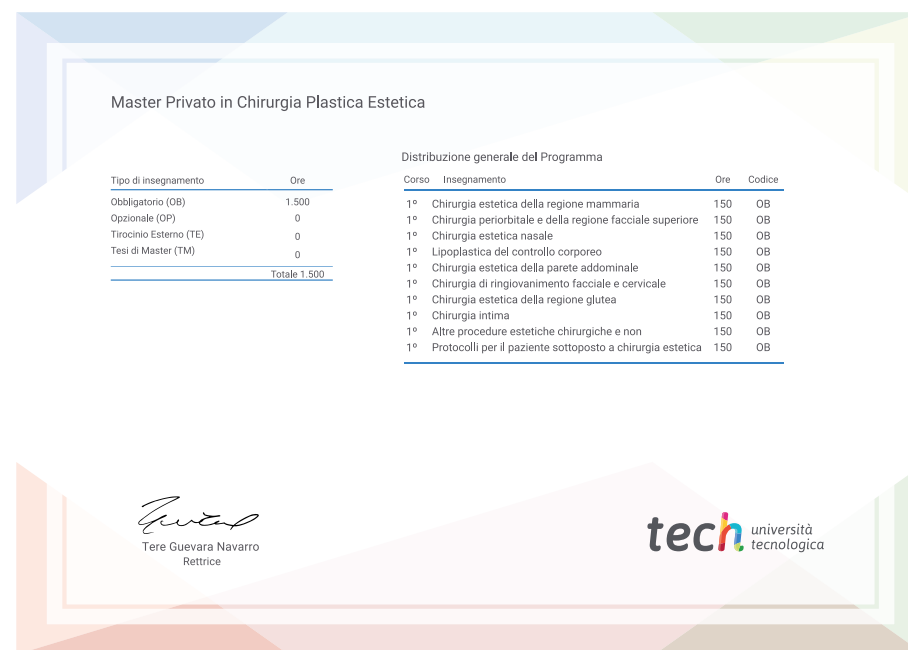 Master Privato in Chirurgia Plastica Estetica
Tipo di insegnamento Ore
Obbligatorio (OB) 1.500
Opzionale (OP) 0
Tirocinio Esterno (TE) 0
Tesi di Master (TM) 0
Totale 1.500
Distribuzione generale del Programma
Corso Insegnamento Ore Codice
1º Chirurgia estetica della regione mammaria 150 OB
1º Chirurgia periorbitale e della regione facciale superiore 150 OB
1º Chirurgia estetica nasale 150 OB
1º Lipoplastica del controllo corporeo 150 OB
1º Chirurgia estetica della parete addominale 150 OB
1º Chirurgia di ringiovanimento facciale e cervicale 150 OB
1º Chirurgia estetica della regione glutea 150 OB
1º Chirurgia intima 150 OB
1º Altre procedure estetiche chirurgiche e non 150 OB
1º Protocolli per il paziente sottoposto a chirurgia estetica 150 OB
Tere Guevara Navarro
Rettrice
tech università
tecnologica